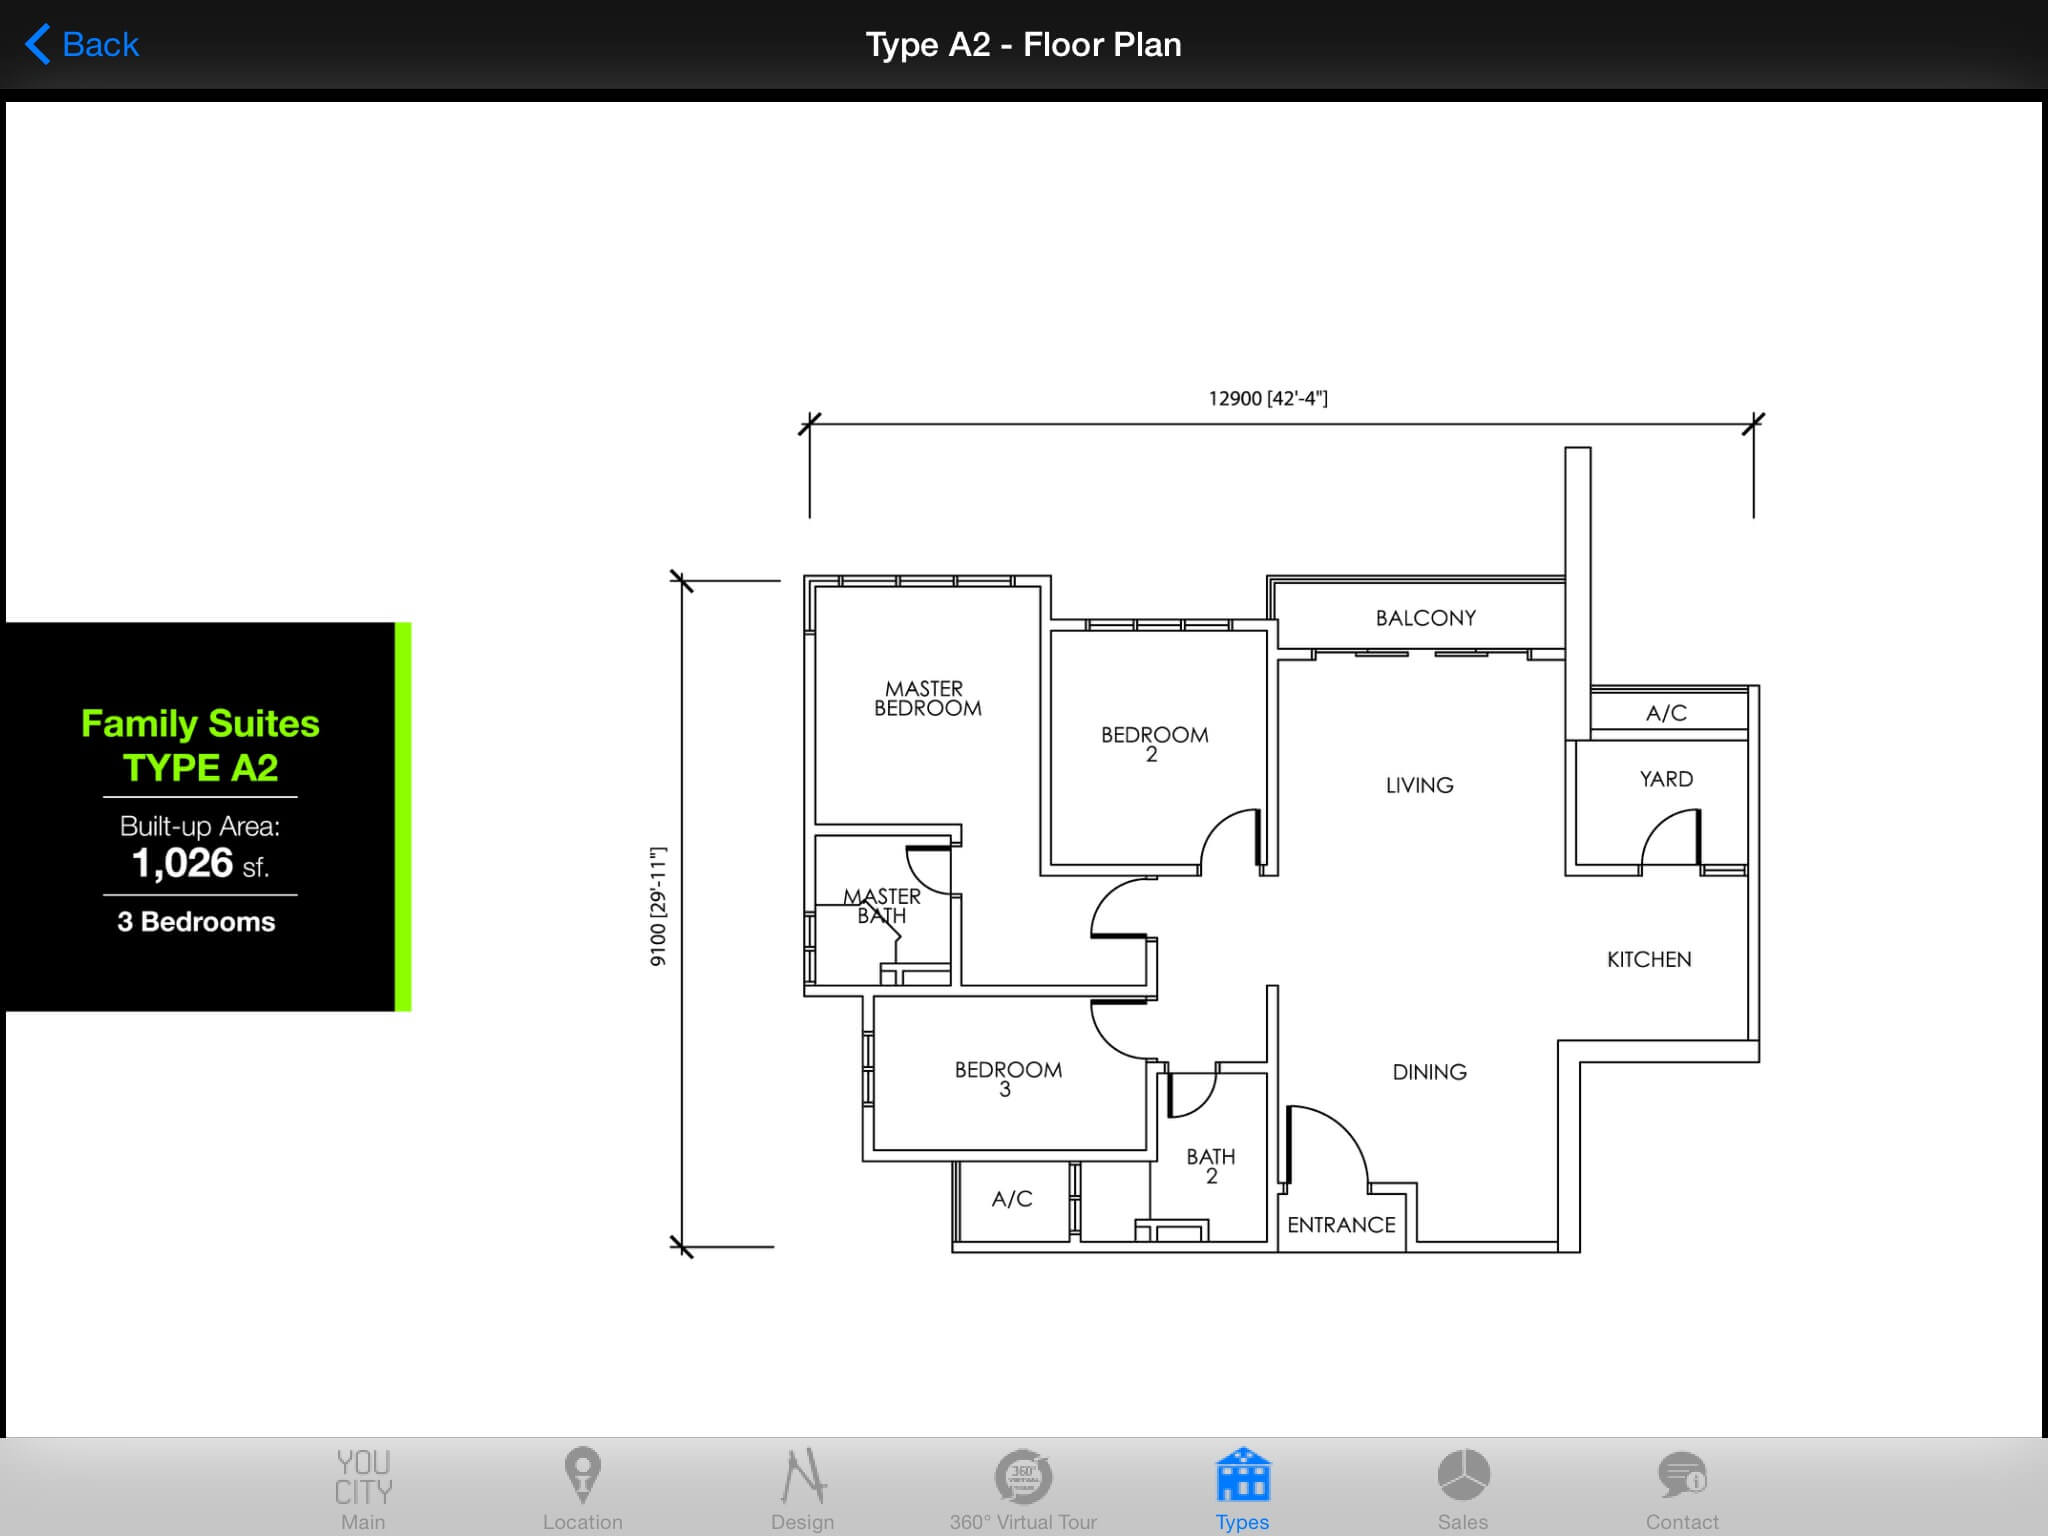 Back
Type A2 - Floor Plan
12900 [42'-4"]
BALCONY
MASTER
BEDROOM
A/C
BEDROOM
2
YARD
LIVING
Family Suites
TYPE A2
Built-up Area:
1,026 sf.
3 Bedrooms
9100 [29'-11"]
MASTER
BATH
KITCHEN
BEDROOM
3
DINING
BATH
2
A/C
ENTRANCE
YOU
CITY
360°
VIRTUAL
TOUR
Main
Location
Design
360° Virtual Tour
Types
Sales
Contact